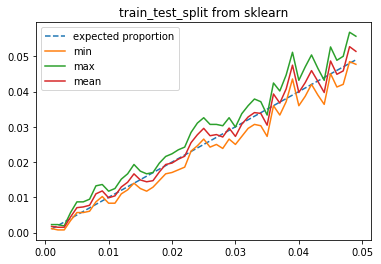 train_test_split from sklearn
expected proportion
min
max
mean
0.05
0.04
0.03
0.02
0.01
0.00
0.00 0.01 0.02 0.03 0.04 0.05